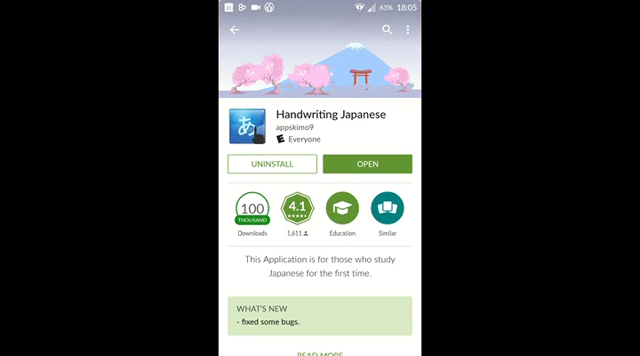 31
63% 18:05
Handwriting Japanese
appskimo9
E Everyone
UNINSTALL OPEN
100
THOUSAND
4.1
Downloads 1,611 Education Similar
This Application is for those who study
Japanese for the first time.
WHAT'S NEW
- fixed some bugs.
READ MORE
あ